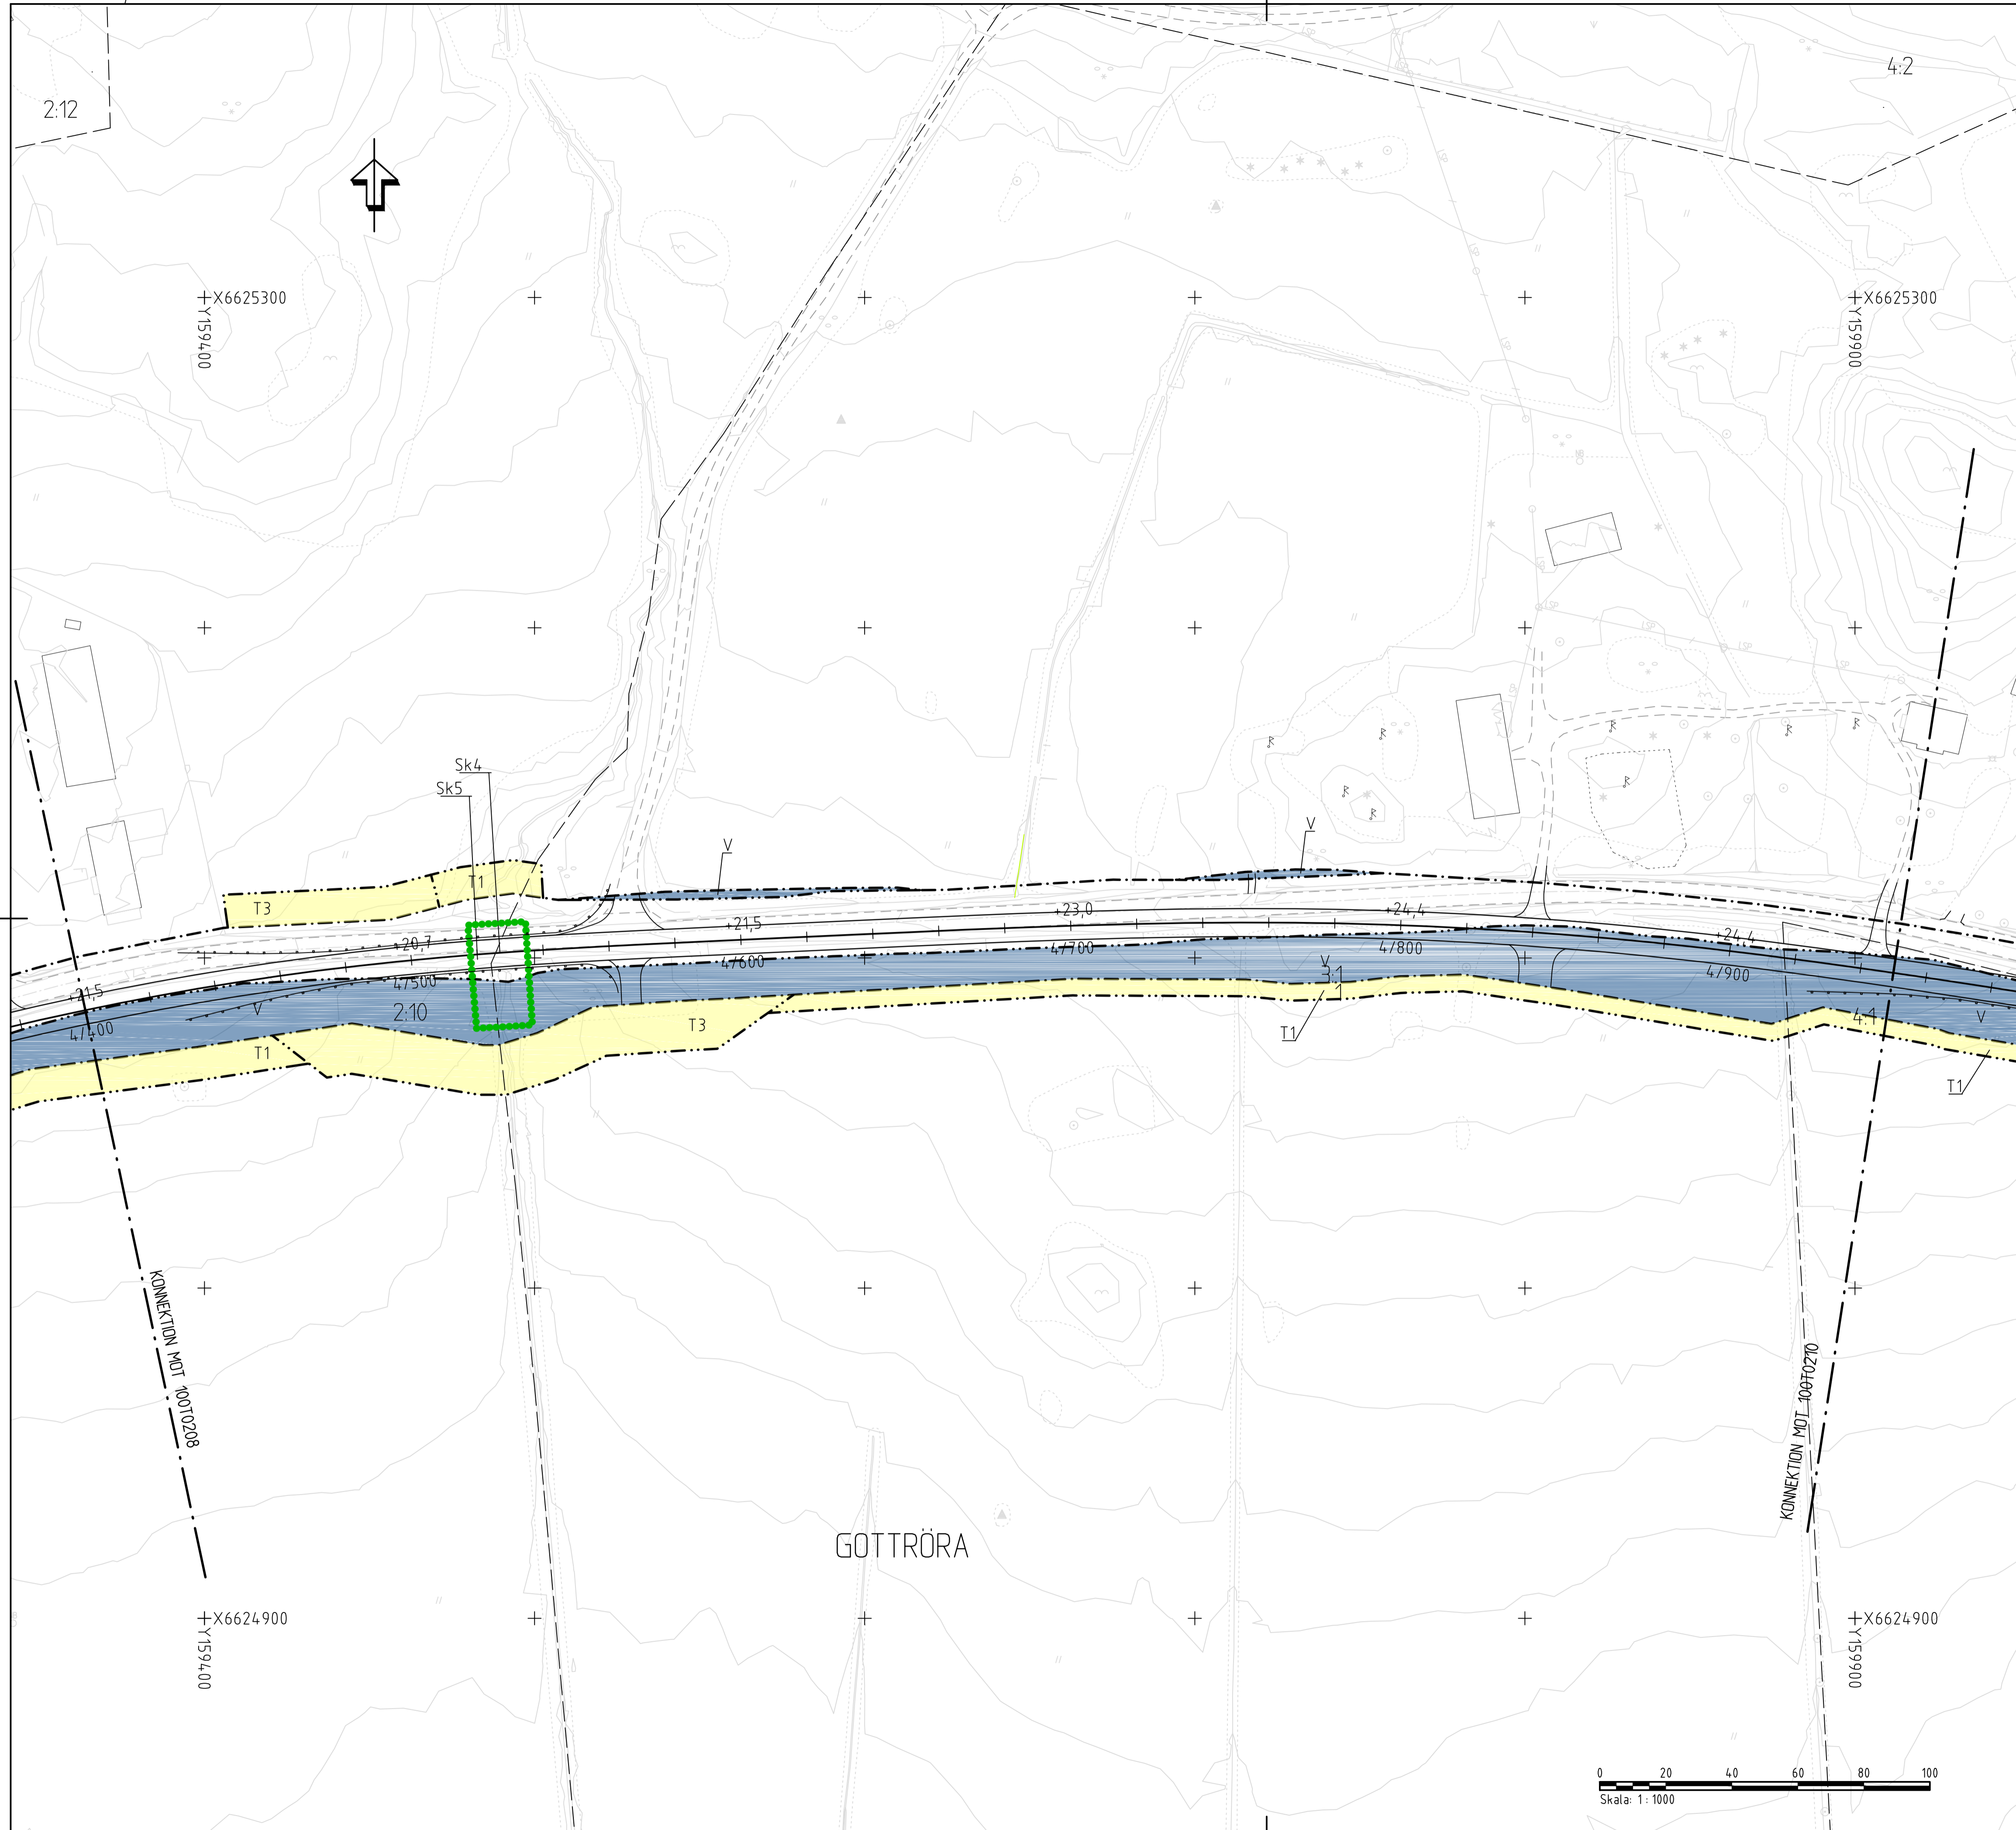 4:2
2:12
X6625300
Y159400
X6625300
Y159900
Sk4
Sk5
V
V
T1
T3
+20,7
+21,5
+23,0
+24,4
+24,4
+21,5
4/400
4/500
4/600
4/700
4/800
4/900
V
2:10
T3
T1
V
3:1
T1
4:1
V
T1
KONNEKTION MOT 100T0208
KONNEKTION MOT 100T0210
GOTTRÖRA
X6624900
Y159400
X6624900
Y159900
0 20 40 60 80 100
Skala: 1:1000